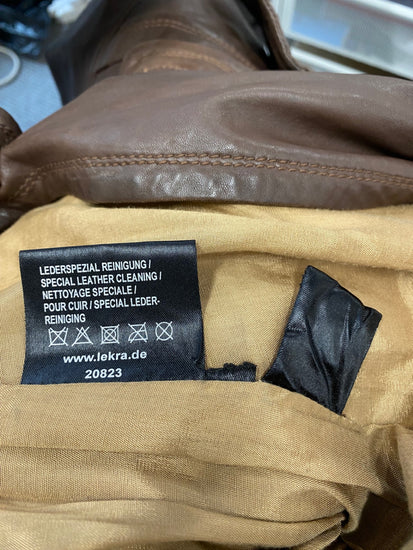 LEDERSPEZIAL REINIGUNG /
SPECIAL LEATHER CLEANING /
NETTOYAGE SPECIALE /
POUR CUIR / SPECIAL LEDER-
REINIGING
www.lekra.de
20823